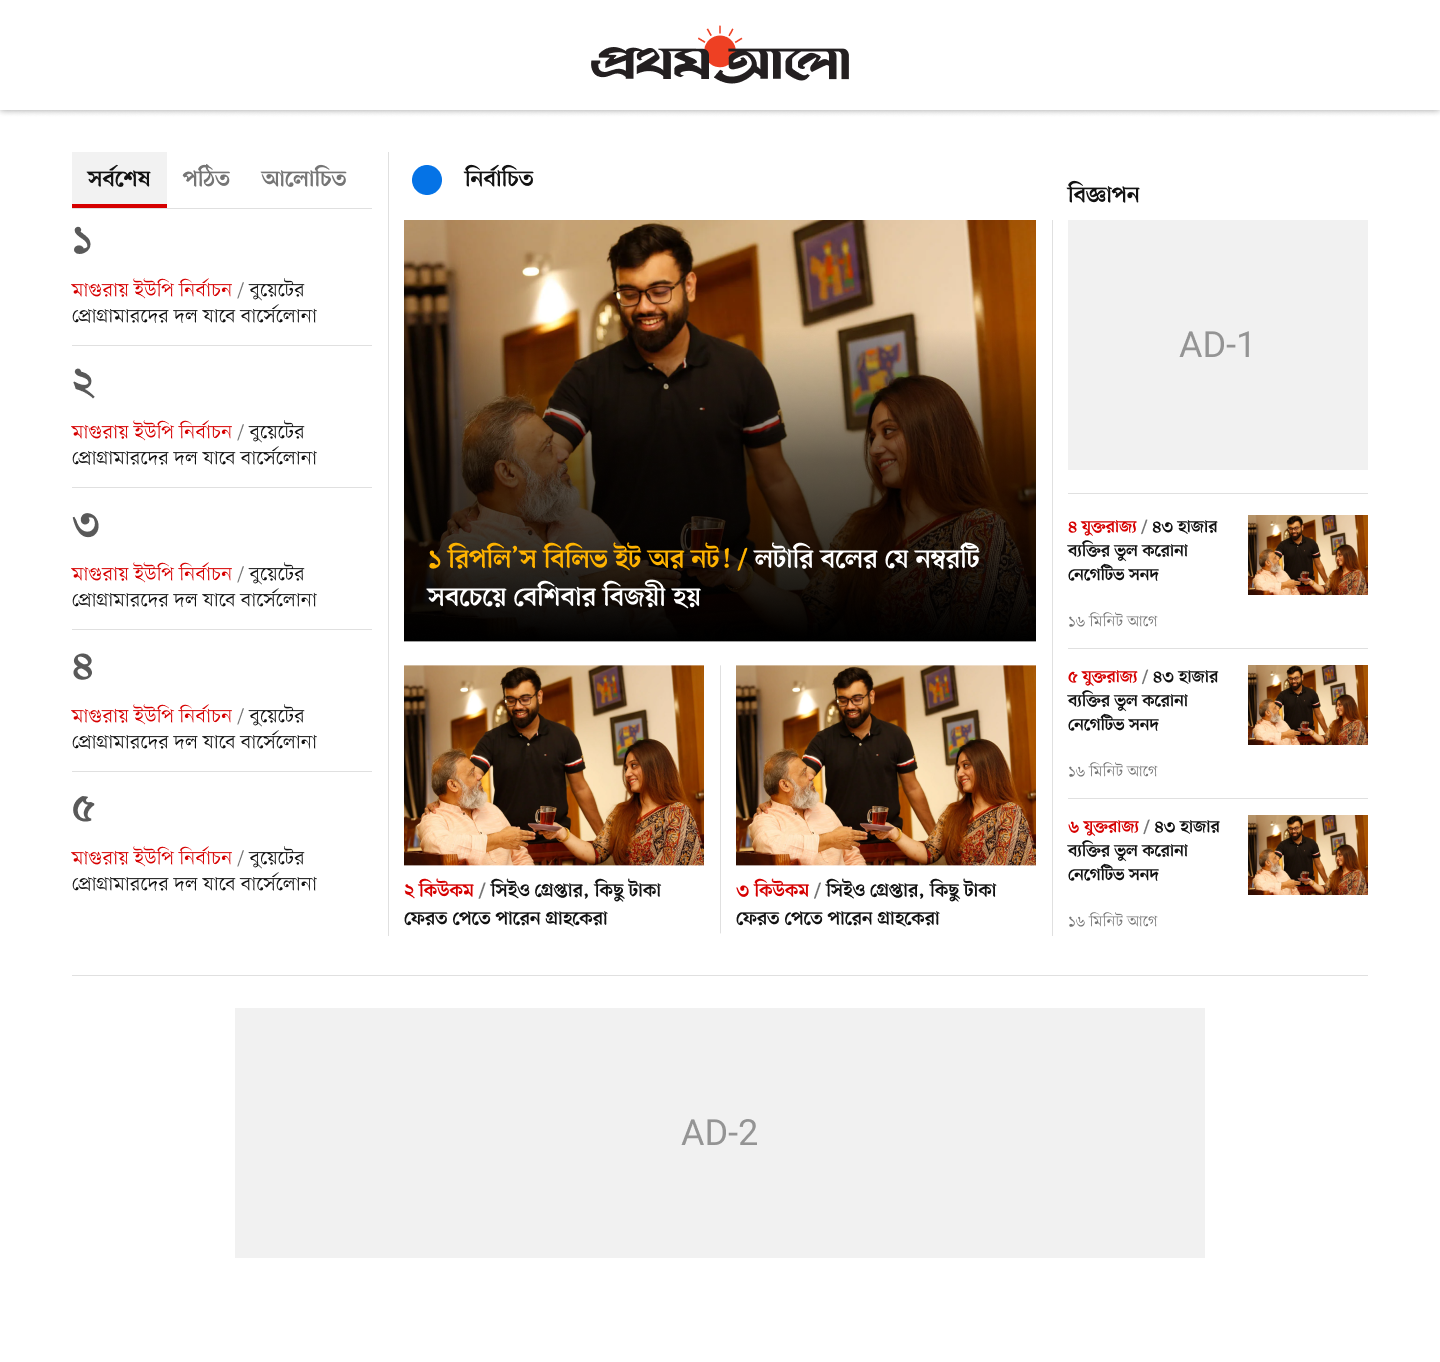 প্রথম আলো
সর্বশেষ পঠিত আলোচিত
১
মাগুরায় ইউপি নির্বাচন / বুয়েটের
প্রোগ্রামারদের দল যাবে বার্সেলোনা
২
মাগুরায় ইউপি নির্বাচন / বুয়েটের
প্রোগ্রামারদের দল যাবে বার্সেলোনা
৩
মাগুরায় ইউপি নির্বাচন / বুয়েটের
প্রোগ্রামারদের দল যাবে বার্সেলোনা
৪
মাগুরায় ইউপি নির্বাচন / বুয়েটের
প্রোগ্রামারদের দল যাবে বার্সেলোনা
৫
মাগুরায় ইউপি নির্বাচন / বুয়েটের
প্রোগ্রামারদের দল যাবে বার্সেলোনা
নির্বাচিত
১ রিপলি’স বিলিভ ইট অর নট! / লটারি বলের যে নম্বরটি
সবচেয়ে বেশিবার বিজয়ী হয়
২ কিউকম / সিইও গ্রেপ্তার, কিছু টাকা
ফেরত পেতে পারেন গ্রাহকেরা
৩ কিউকম / সিইও গ্রেপ্তার, কিছু টাকা
ফেরত পেতে পারেন গ্রাহকেরা
বিজ্ঞাপন
AD-1
৪ যুক্তরাজ্য / ৪৩ হাজার
ব্যক্তির ভুল করোনা
নেগেটিভ সনদ
১৬ মিনিট আগে
৫ যুক্তরাজ্য / ৪৩ হাজার
ব্যক্তির ভুল করোনা
নেগেটিভ সনদ
১৬ মিনিট আগে
৬ যুক্তরাজ্য / ৪৩ হাজার
ব্যক্তির ভুল করোনা
নেগেটিভ সনদ
১৬ মিনিট আগে
AD-2